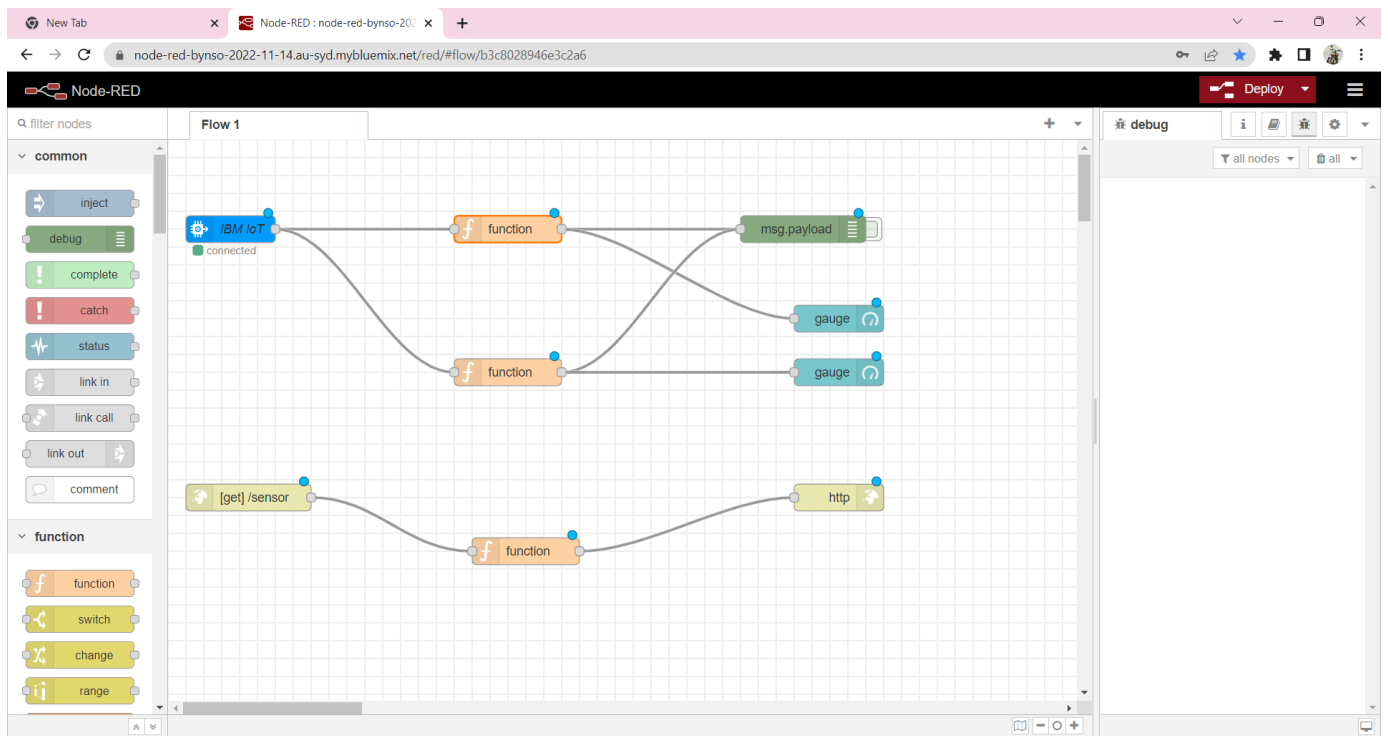 New Tab
Node-RED : node-red-bynso-202
node-red-bynso-2022-11-14.au-syd.mybluemix.net/red/#flow/b3c8028946e3c2a6
Node-RED
Deploy
filter nodes
Flow 1
debug
i
common
all nodes
all
inject
debug
complete
catch
status
link in
link call
link out
comment
function
function
switch
change
range
IBM IoT
connected
function
msg.payload
gauge
function
gauge
[get] /sensor
http
function